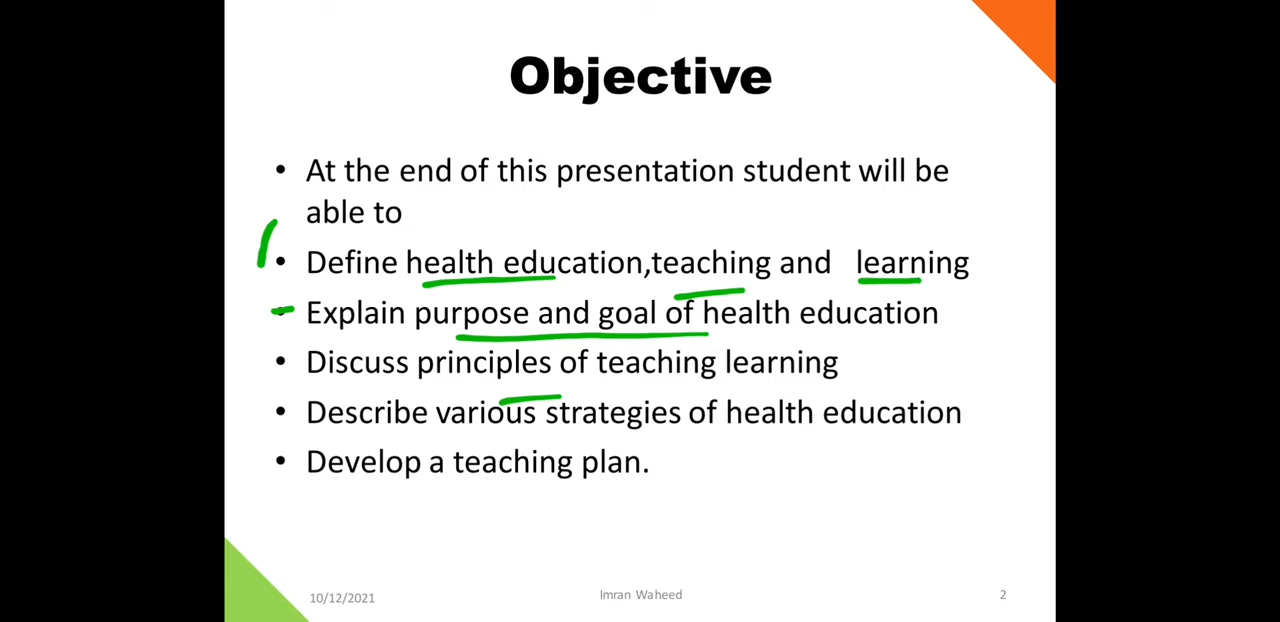 Objective
• At the end of this presentation student will be
able to
• Define health education,teaching and learning
• Explain purpose and goal of health education
• Discuss principles of teaching learning
• Describe various strategies of health education
• Develop a teaching plan.
10/12/2021 Imran Waheed 2